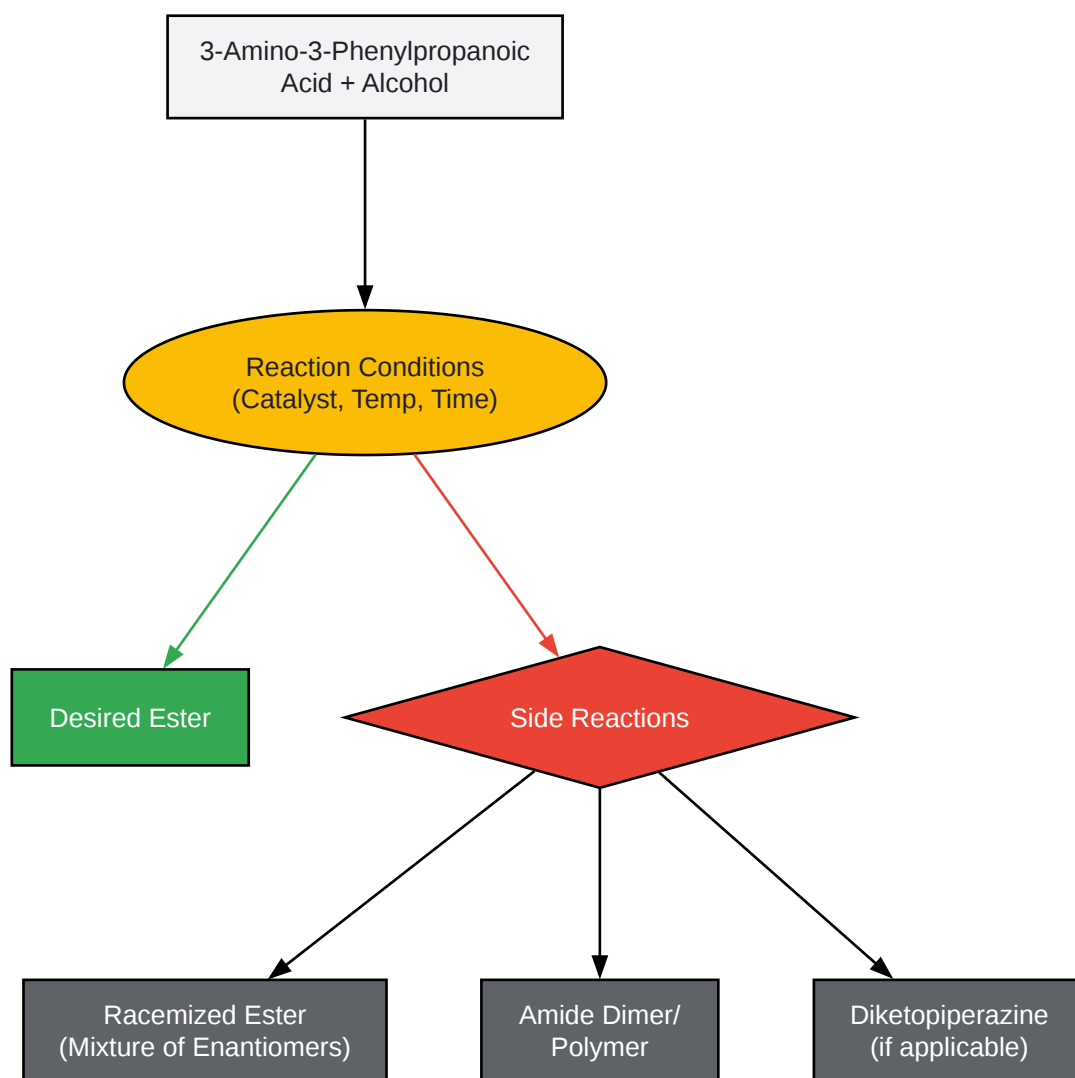 3-Amino-3-Phenylpropanoic
Acid + Alcohol
Reaction Conditions
(Catalyst, Temp, Time)
Desired Ester
Side Reactions
Racemized Ester
(Mixture of Enantiomers)
Amide Dimer/
Polymer
Diketopiperazine
(if applicable)